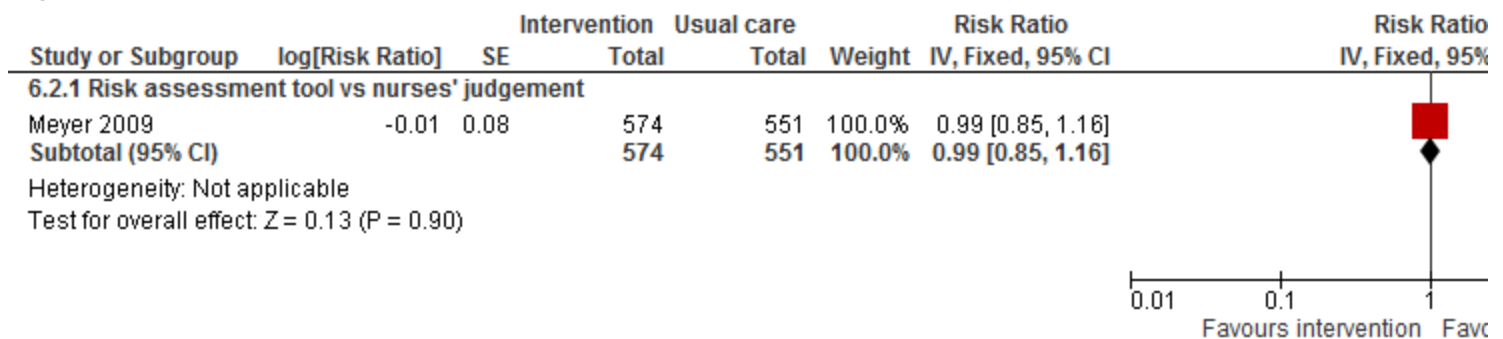 Intervention Usual care Risk Ratio Risk Ratio
Study or Subgroup log[Risk Ratio] SE Total Total Weight IV, Fixed, 95% CI IV, Fixed, 95%
6.2.1 Risk assessment tool vs nurses' judgement
Meyer 2009 -0.01 0.08 574 551 100.0% 0.99 [0.85, 1.16]
Subtotal (95% CI) 574 551 100.0% 0.99 [0.85, 1.16]
Heterogeneity: Not applicable
Test for overall effect: Z = 0.13 (P = 0.90)
0.01 0.1 1
Favours intervention Favo